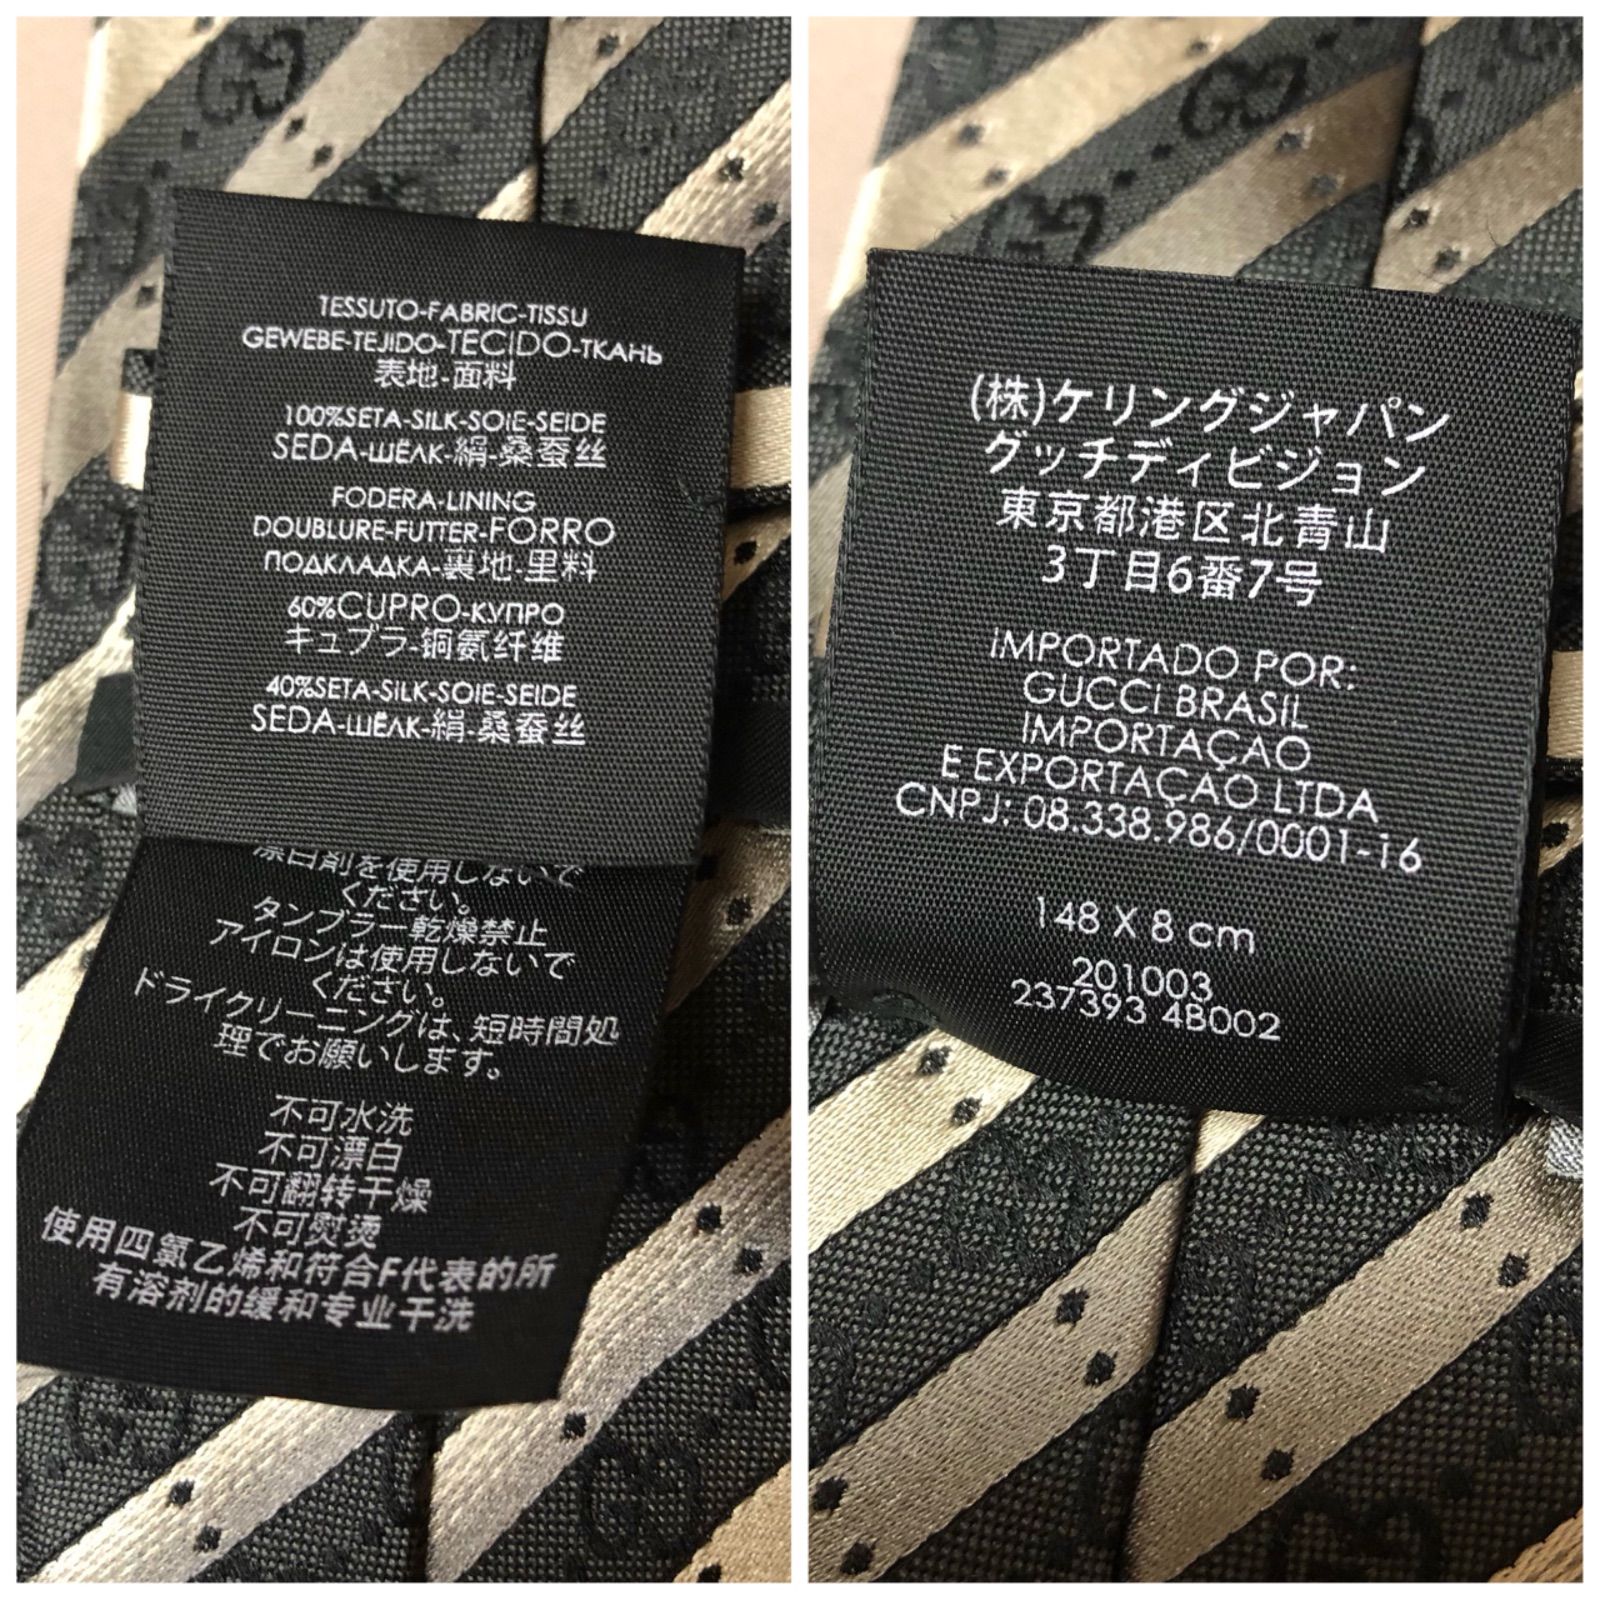 TESSUTO-FABRIC-TISSU
GEWEBE-TEJIDO-TECIDO-ТКАНЬ
表地-面料
100%SETA-SILK-SOIE-SEIDE
SEDA-ШЁЛК-絹-桑蚕丝
FODERA-LINING
DOUBLURE-FUTTER-FORRO
ПОДКЛАДКА-裏地-里料
60%CUPRO-КУПРО
キュプラ-铜氨纤维
40%SETA-SILK-SOIE-SEIDE
SEDA-ШЁЛК-絹-桑蚕丝
漂白剤を使用しないで
ください。
タンブラー乾燥禁止
アイロンは使用しないで
ください。
ドライクリーニングは、短時間処
理でお願いします。
不可水洗
不可漂白
不可翻转干燥
不可熨烫
使用四氯乙烯和符合F代表的所
有溶剂的缓和专业干洗
(株)ケリングジャパン
グッチディビジョン
東京都港区北青山
3丁目6番7号
IMPORTADO POR:
GUCCI BRASIL
IMPORTAÇAO
E EXPORTAÇAO LTDA
CNPJ: 08.338.986/0001-16
148 X 8 cm
201003
237393 4B002